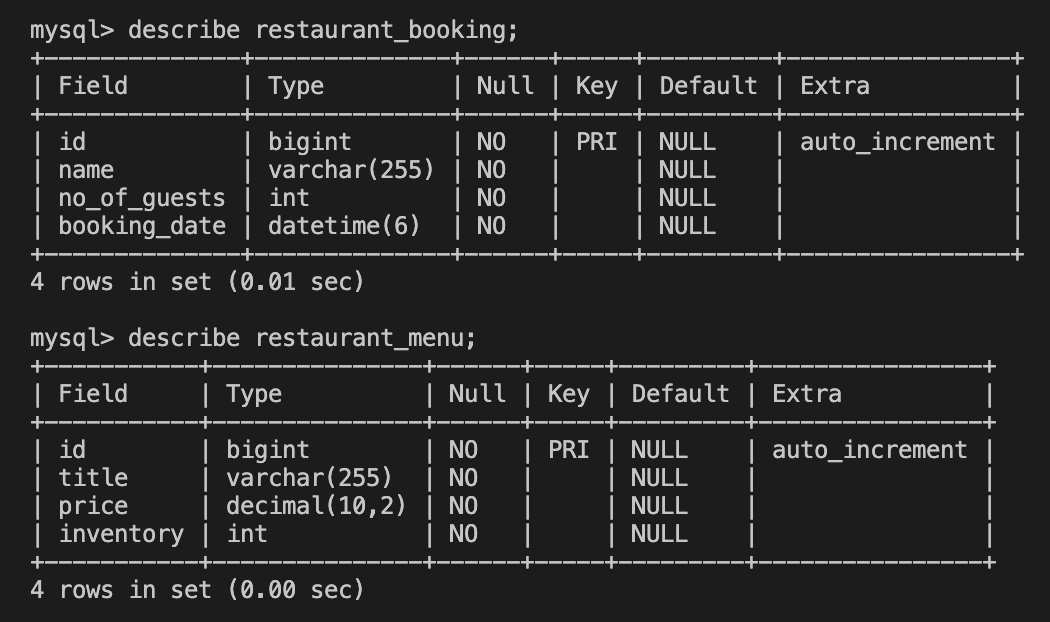 mysql> describe restaurant_booking;
+---------------+---------------+------+-----+---------+----------------+
| Field         | Type         | Null | Key | Default | Extra          |
+---------------+--------------+------+-----+---------+----------------+
| id            | bigint       | NO   | PRI | NULL    | auto_increment |
| name          | varchar(255) | NO   |     | NULL    |                |
| no_of_guests | int          | NO   |     | NULL    |                |
| booking_date | datetime(6)  | NO   |     | NULL    |                |
+--------------+--------------+------+-----+---------+----------------+
4 rows in set (0.01 sec)

mysql> describe restaurant_menu;
+-----------+---------------+------+-----+---------+----------------+
| Field     | Type          | Null | Key | Default | Extra          |
+-----------+---------------+------+-----+---------+----------------+
| id        | bigint        | NO   | PRI | NULL    | auto_increment |
| title     | varchar(255)  | NO   |     | NULL    |                |
| price     | decimal(10,2) | NO   |     | NULL    |                |
| inventory | int           | NO   |     | NULL    |                |
+-----------+---------------+------+-----+---------+----------------+
4 rows in set (0.00 sec)